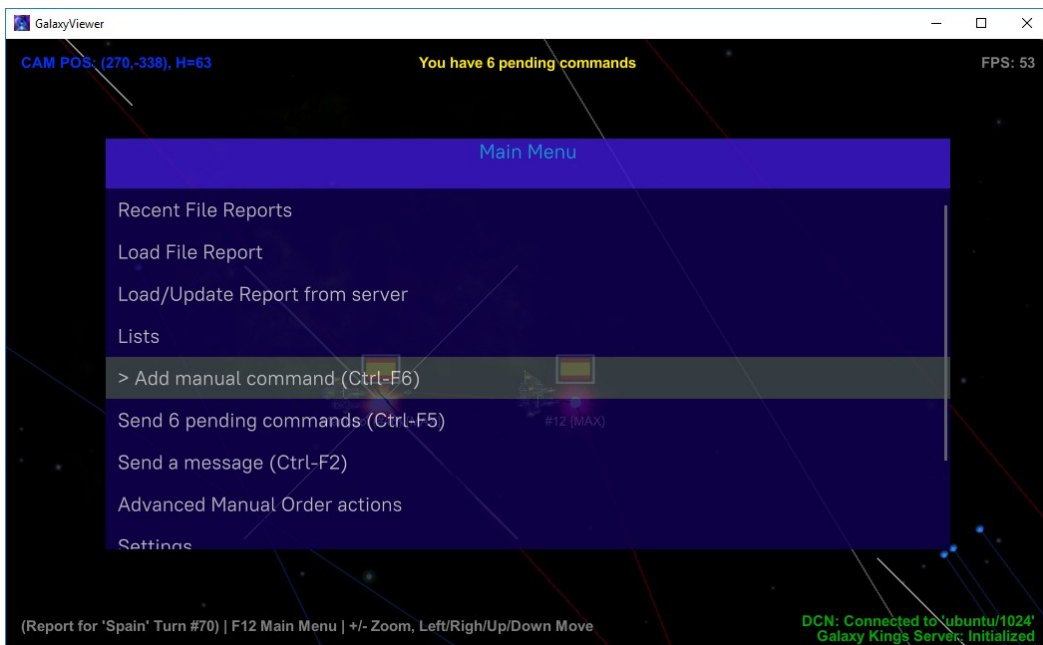 GalaxyViewer
CAM POS: (270,-338), H=63
You have 6 pending commands
FPS: 53
Main Menu
Recent File Reports
Load File Report
Load/Update Report from server
Lists
> Add manual command (Ctrl-F6)
Send 6 pending commands (Ctrl-F5)
#12 (MAX)
Send a message (Ctrl-F2)
Advanced Manual Order actions
Settings
(Report for 'Spain' Turn #70) | F12 Main Menu | +/- Zoom, Left/Righ/Up/Down Move
DCN: Connected to 'ubuntu/1024'
Galaxy Kings Server: Initialized